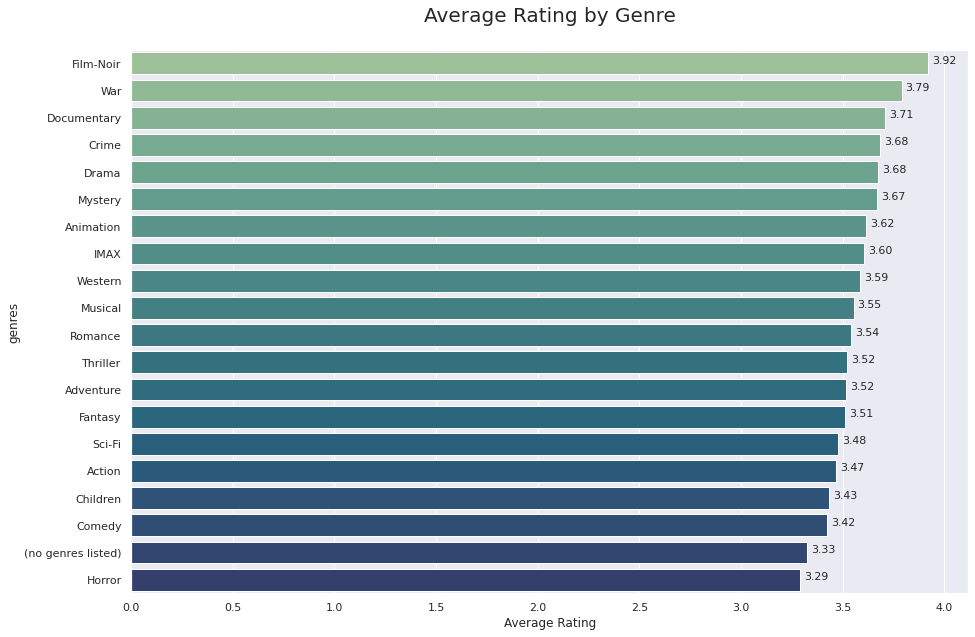 Average Rating by Genre
Film-Noir 3.92
War 3.79
Documentary 3.71
Crime 3.68
Drama 3.68
Mystery 3.67
Animation 3.62
IMAX 3.60
Western 3.59
Musical 3.55
Romance 3.54
Thriller 3.52
Adventure 3.52
Fantasy 3.51
Sci-Fi 3.48
Action 3.47
Children 3.43
Comedy 3.42
(no genres listed) 3.33
Horror 3.29
genres
0.0 0.5 1.0 1.5 2.0 2.5 3.0 3.5 4.0
Average Rating